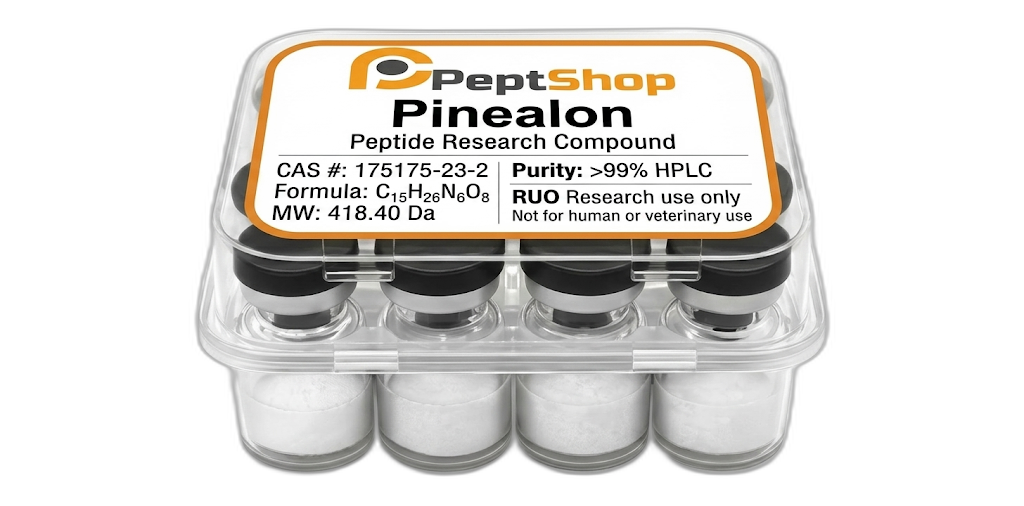 PeptShop
Pinealon
Peptide Research Compound
CAS #: 175175-23-2
Formula: C₁₅H₂₆N₆O₈
MW: 418.40 Da
Purity: >99% HPLC
RUO Research use only
Not for human or veterinary use